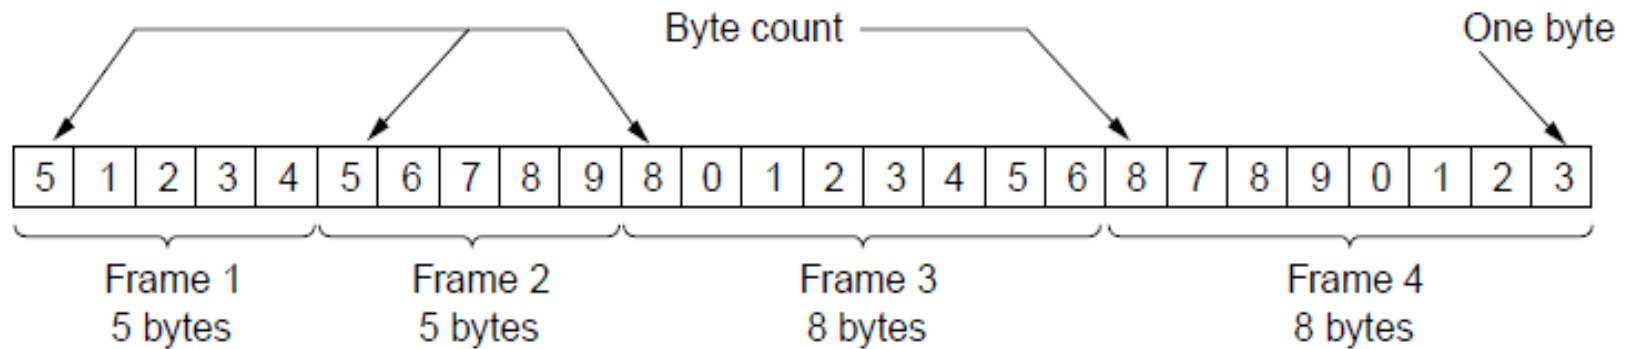 Byte count One byte
5 1 2 3 4 5 6 7 8 9 8 0 1 2 3 4 5 6 8 7 8 9 0 1 2 3
Frame 1 Frame 2 Frame 3 Frame 4
5 bytes 5 bytes 8 bytes 8 bytes